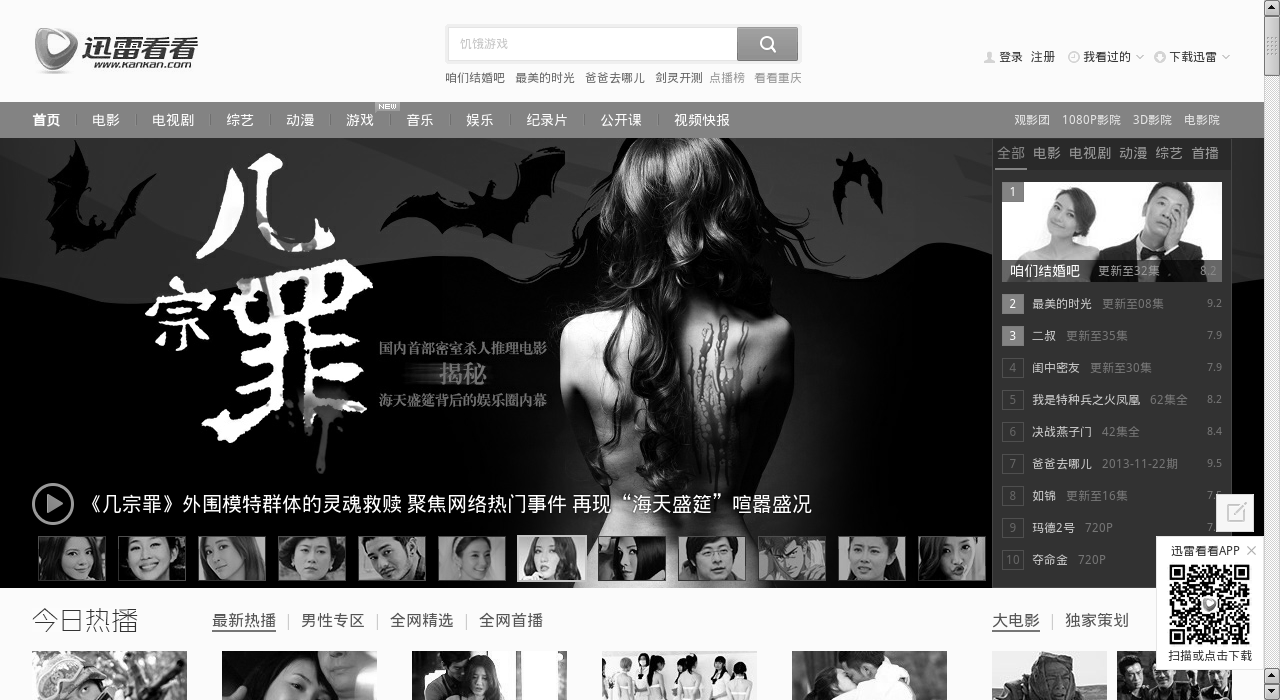 迅雷看看
www.kankan.com
饥饿游戏
咱们结婚吧 最美的时光 爸爸去哪儿 剑灵开测 点播榜 看看重庆
登录 注册 我看过的 下载迅雷
首页 电影 电视剧 综艺 动漫 游戏 NEW 音乐 娱乐 纪录片 公开课 视频快报
观影团 1080P影院 3D影院 电影院
几
宗
罪
国内首部密室杀人推理电影
揭秘
海天盛筵背后的娱乐圈内幕
《几宗罪》外围模特群体的灵魂救赎 聚焦网络热门事件 再现“海天盛筵”喧嚣盛况
全部 电影 电视剧 动漫 综艺 首播
1
咱们结婚吧 更新至32集 8.2
2 最美的时光 更新至08集 9.2
3 二叔 更新至35集 7.9
4 闺中密友 更新至30集 7.9
5 我是特种兵之火凤凰 62集全 8.2
6 决战燕子门 42集全 8.4
7 爸爸去哪儿 2013-11-22期 9.5
8 如锦 更新至16集
9 玛德2号 720P
10 夺命金 720P
迅雷看看APP
扫描或点击下载
今日热播
最新热播 | 男性专区 | 全网精选 | 全网首播
大电影 | 独家策划